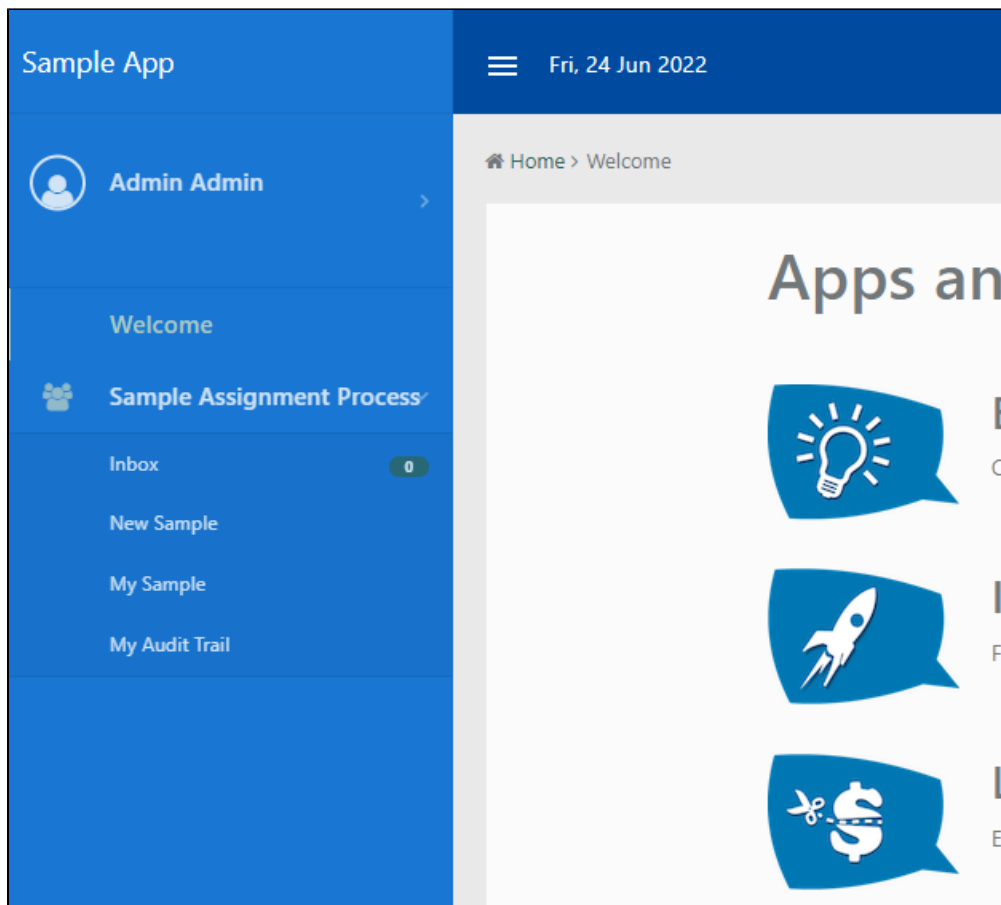 Sample App
Fri, 24 Jun 2022
Admin Admin
Home > Welcome
Apps an
Welcome
Sample Assignment Process
Inbox
0
New Sample
My Sample
My Audit Trail